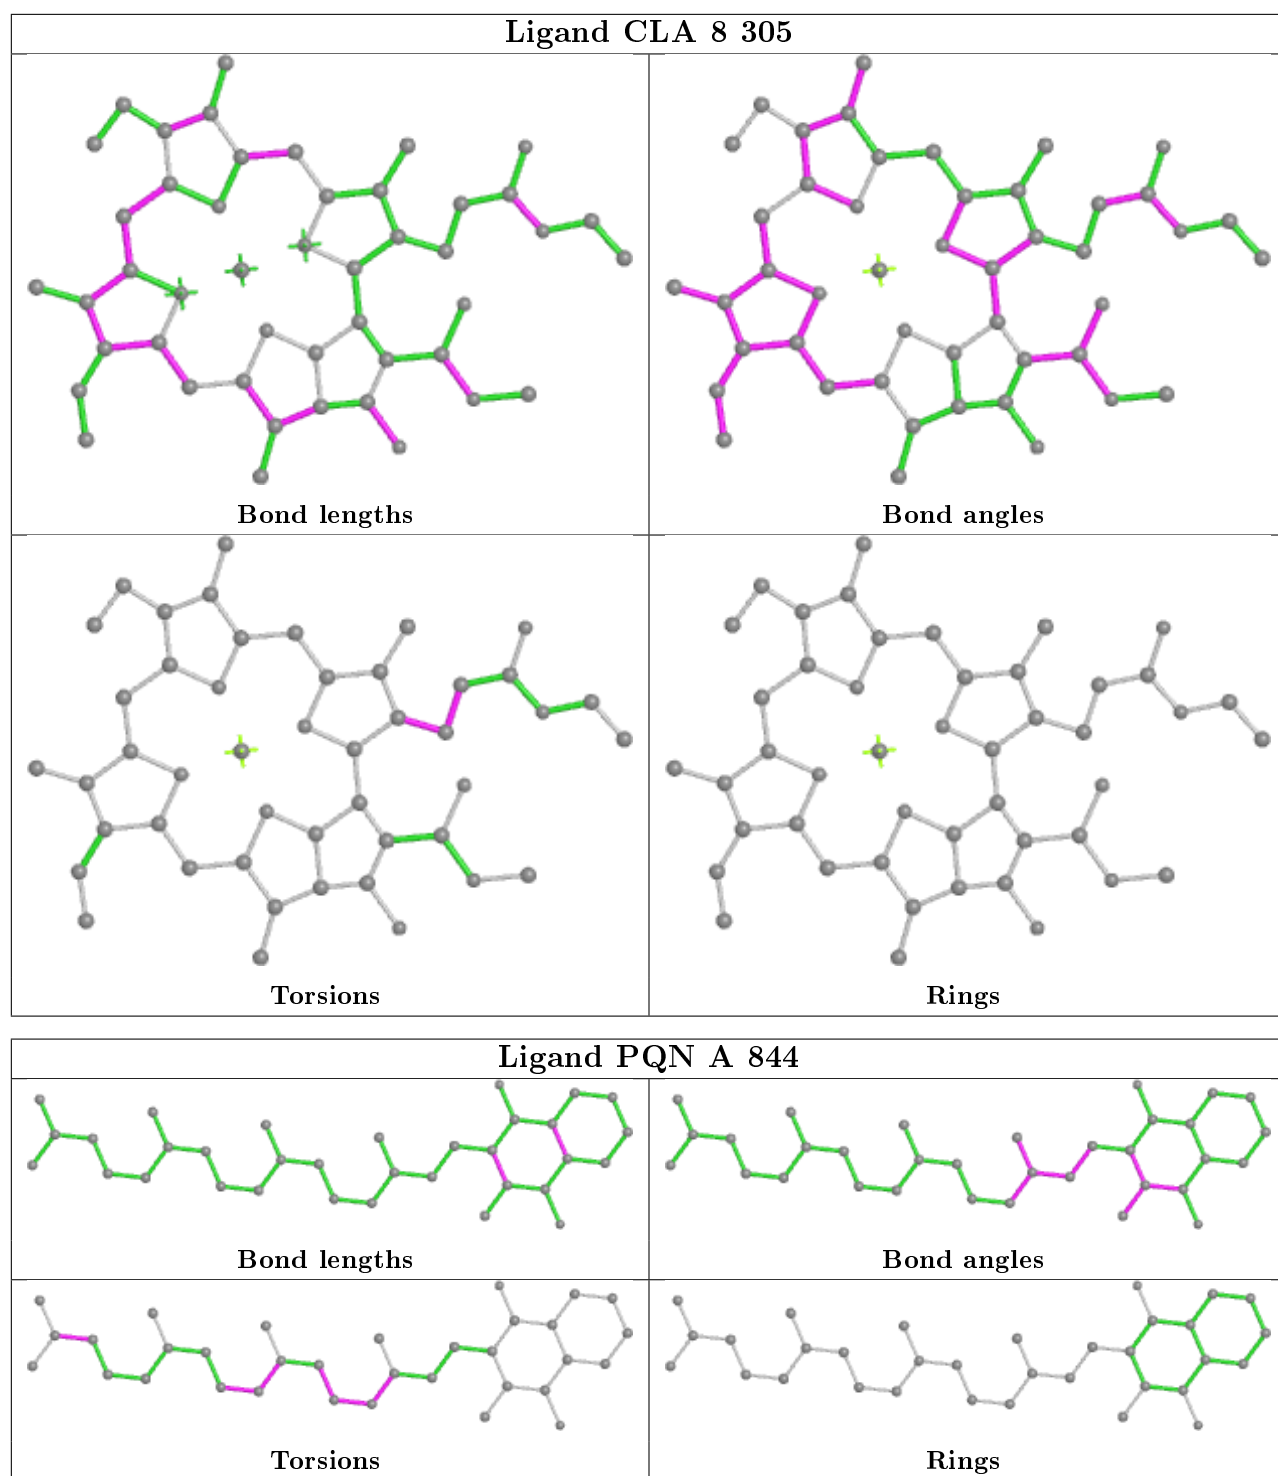 Ligand CLA 8 305
Bond lengths
Bond angles
Torsions
Rings
Ligand PQN A 844
Bond lengths
Bond angles
Torsions
Rings